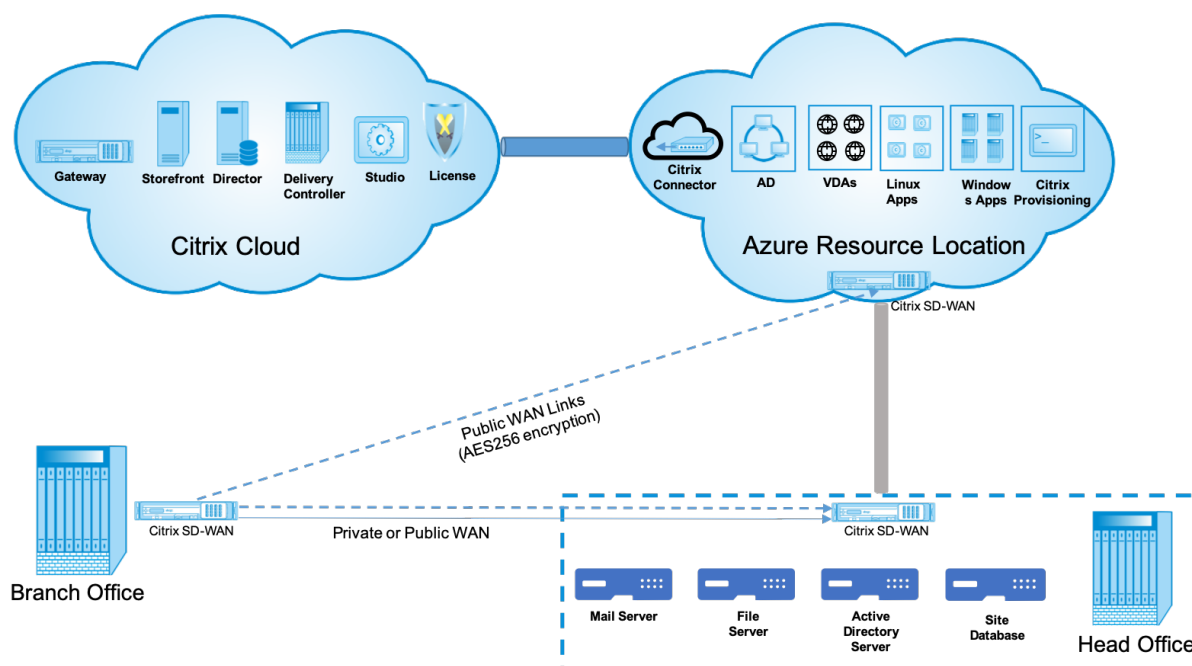 Gateway
Storefront
Director
Delivery
Controller
Studio
License
Citrix Cloud
Citrix
Connector
AD
VDAs
Linux
Apps
Window
s Apps
Citrix
Provisioning
Azure Resource Location
Citrix SD-WAN
Public WAN Links
(AES256 encryption)
Citrix SD-WAN
Private or Public WAN
Citrix SD-WAN
Branch Office
Mail Server
File
Server
Active
Directory
Server
Site
Database
Head Office